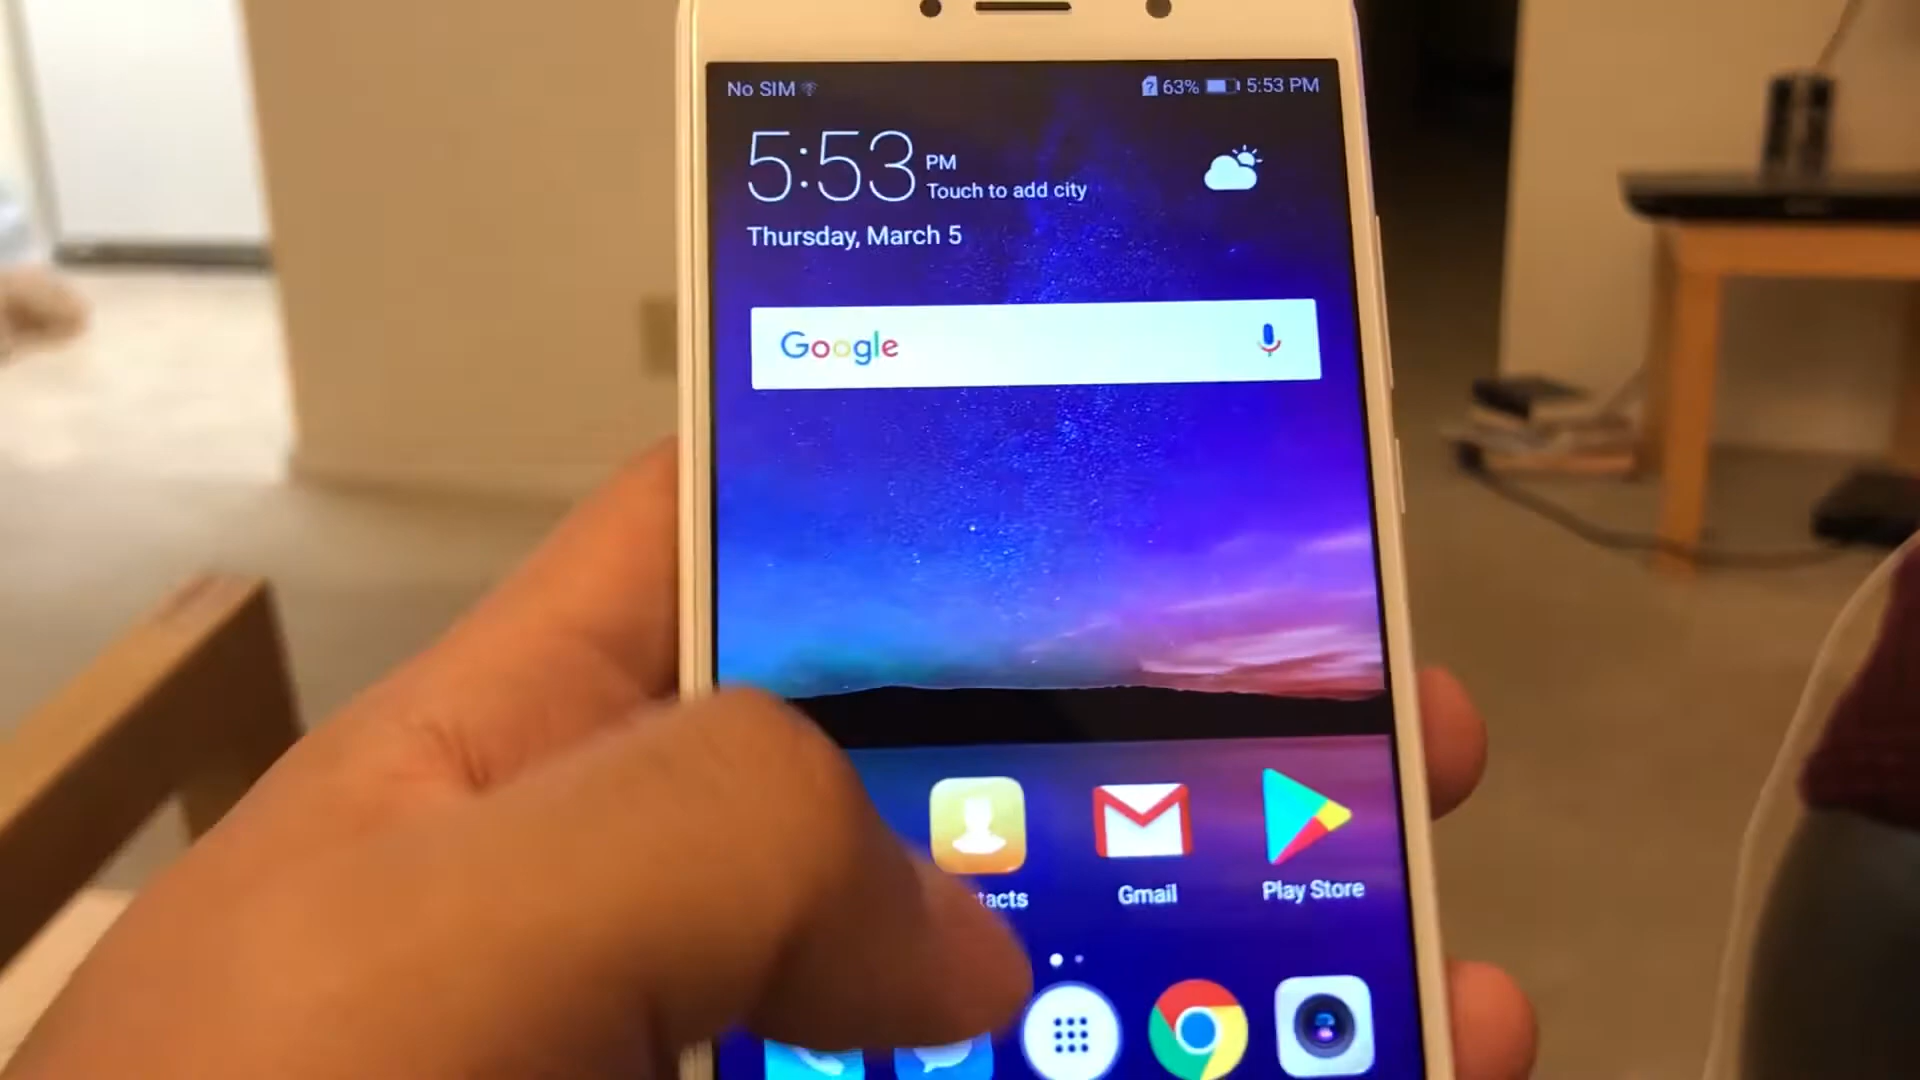 No SIM
63% 5:53 PM
5:53 PM
Touch to add city
Thursday, March 5
Google
tacts
Gmail
Play Store